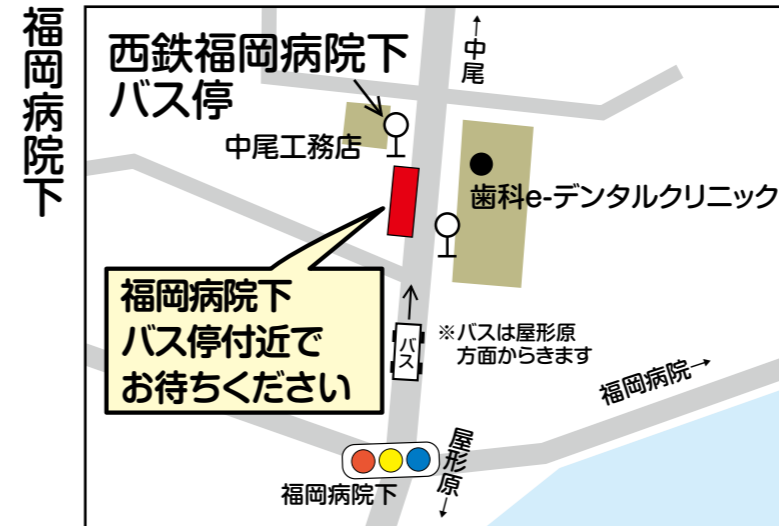 福岡病院下
西鉄福岡病院下
バス停
↑中尾
中尾工務店
歯科e-デンタルクリニック
福岡病院下
バス停付近で
お待ちください
バス
※バスは屋形原
方面からきます
福岡病院→
屋形原↓
福岡病院下